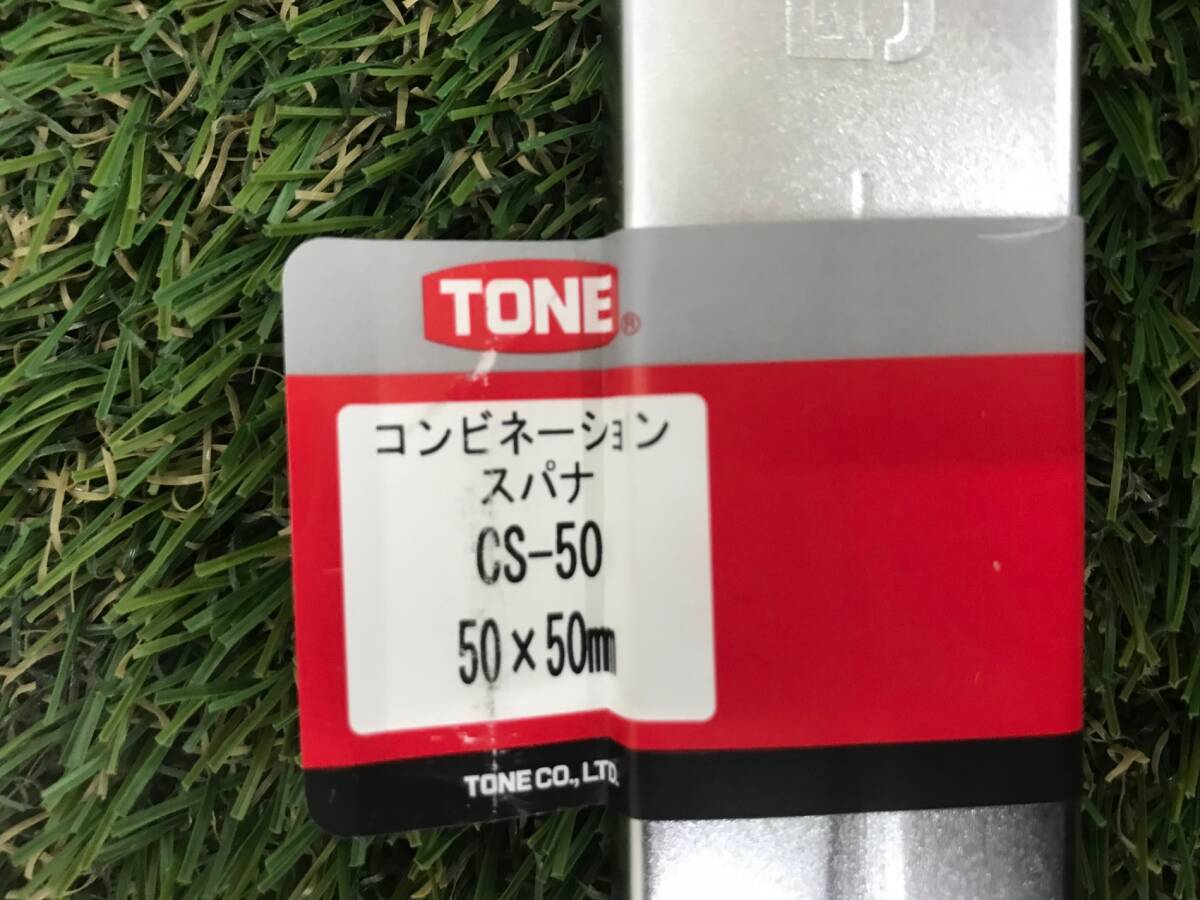 TONE®
コンビネーション
スパナ
CS-50
50×50mm
TONE CO., LTD.